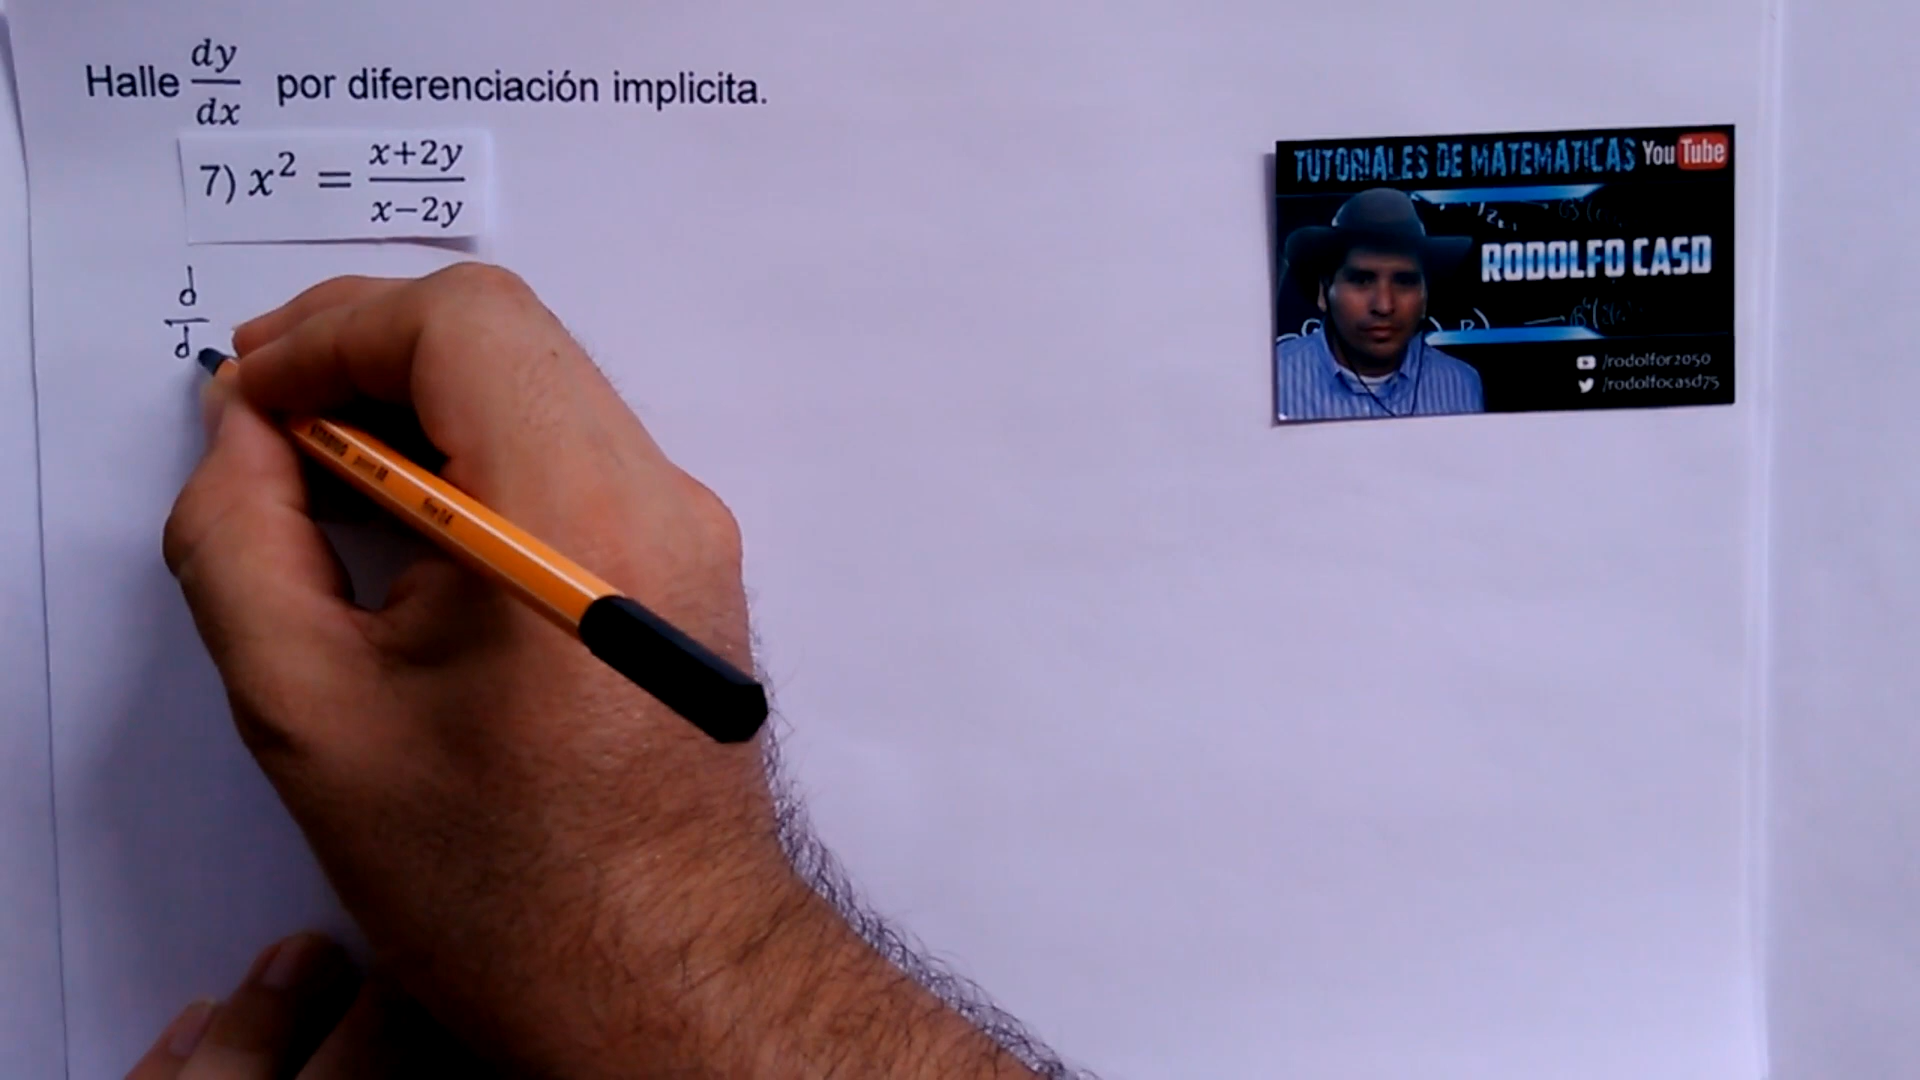 Halle dy/dx por diferenciación implicita.
7) x² = x+2y / x−2y
d
d
TUTORIALES DE MATEMATICAS YouTube
RODOLFO CASD
/rodolfor2050
/rodolfocasd75